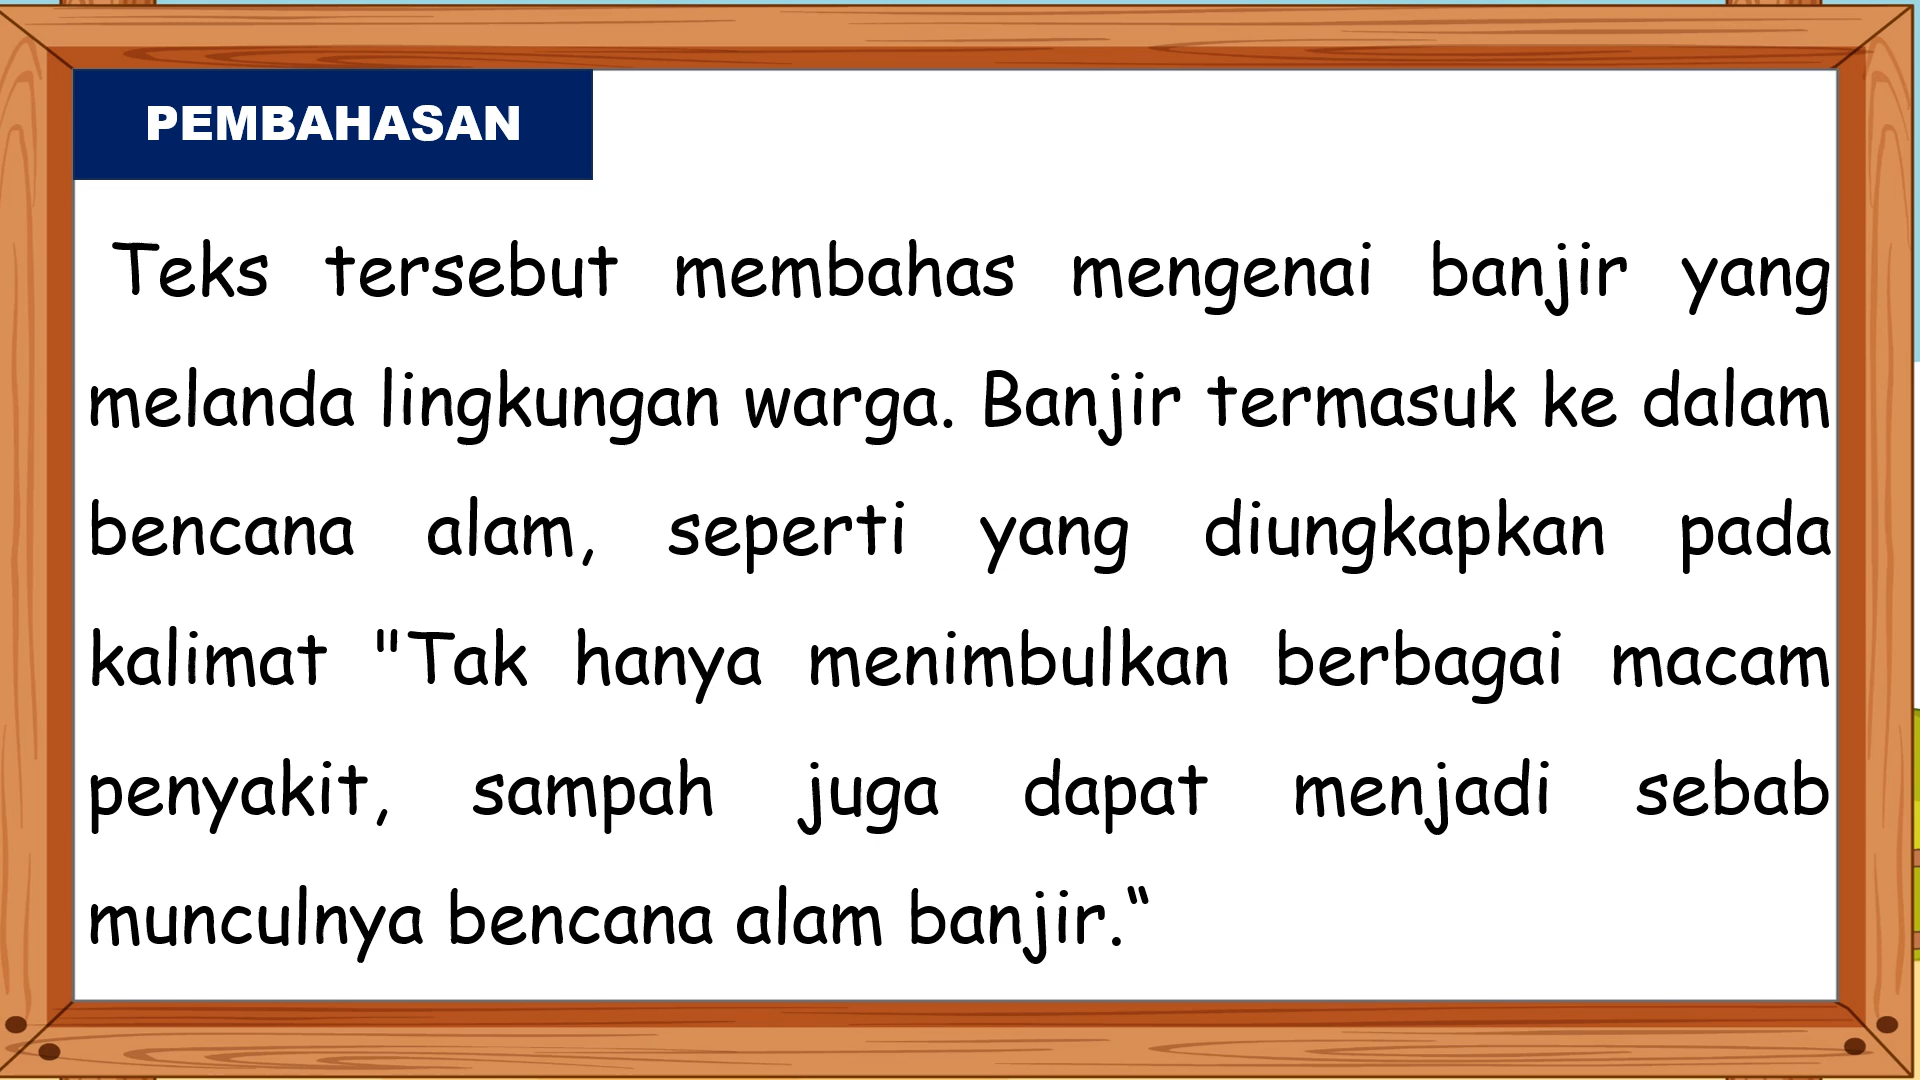 PEMBAHASAN
Teks tersebut membahas mengenai banjir yang
melanda lingkungan warga. Banjir termasuk ke dalam
bencana alam, seperti yang diungkapkan pada
kalimat "Tak hanya menimbulkan berbagai macam
penyakit, sampah juga dapat menjadi sebab
munculnya bencana alam banjir.“